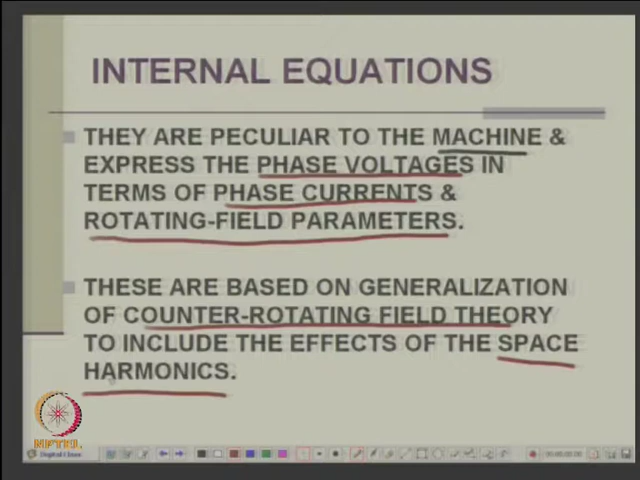 INTERNAL EQUATIONS
THEY ARE PECULIAR TO THE MACHINE &
EXPRESS THE PHASE VOLTAGES IN
TERMS OF PHASE CURRENTS &
ROTATING-FIELD PARAMETERS.
THESE ARE BASED ON GENERALIZATION
OF COUNTER-ROTATING FIELD THEORY
TO INCLUDE THE EFFECTS OF THE SPACE
HARMONICS.
NPTEL